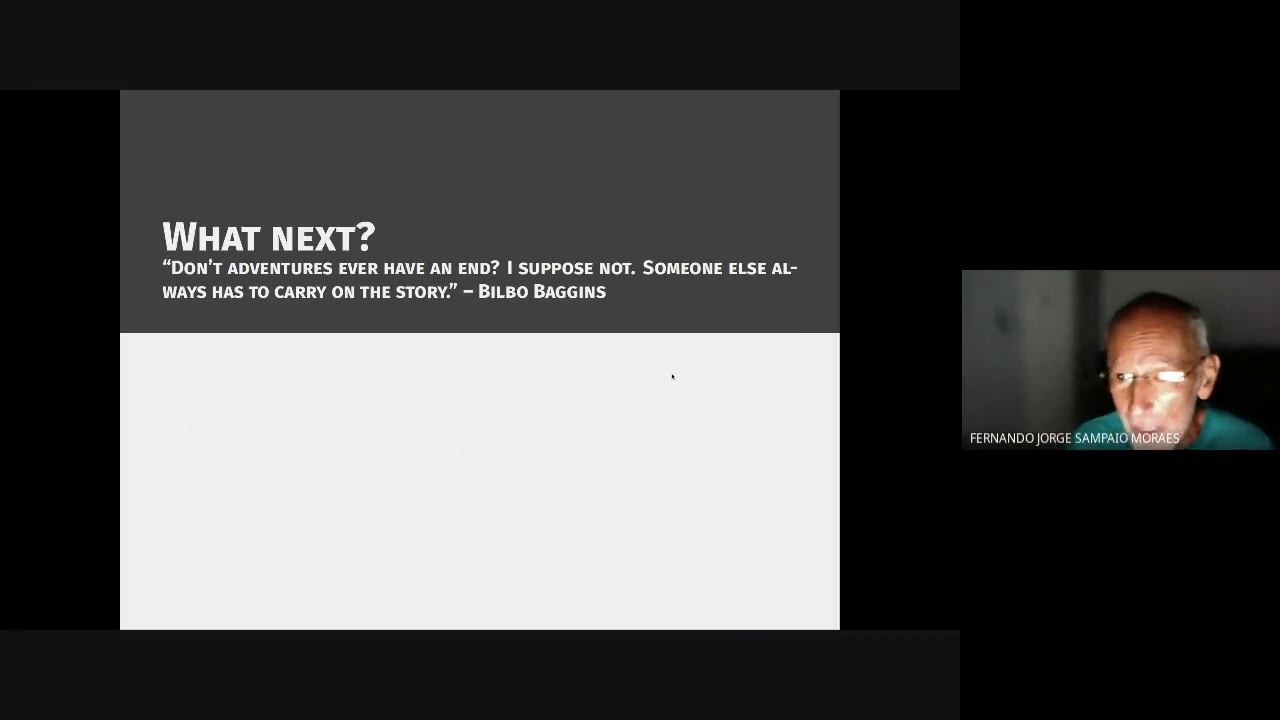 What next?
“Don’t adventures ever have an end? I suppose not. Someone else al-
ways has to carry on the story.” – Bilbo Baggins
FERNANDO JORGE SAMPAIO MORAES